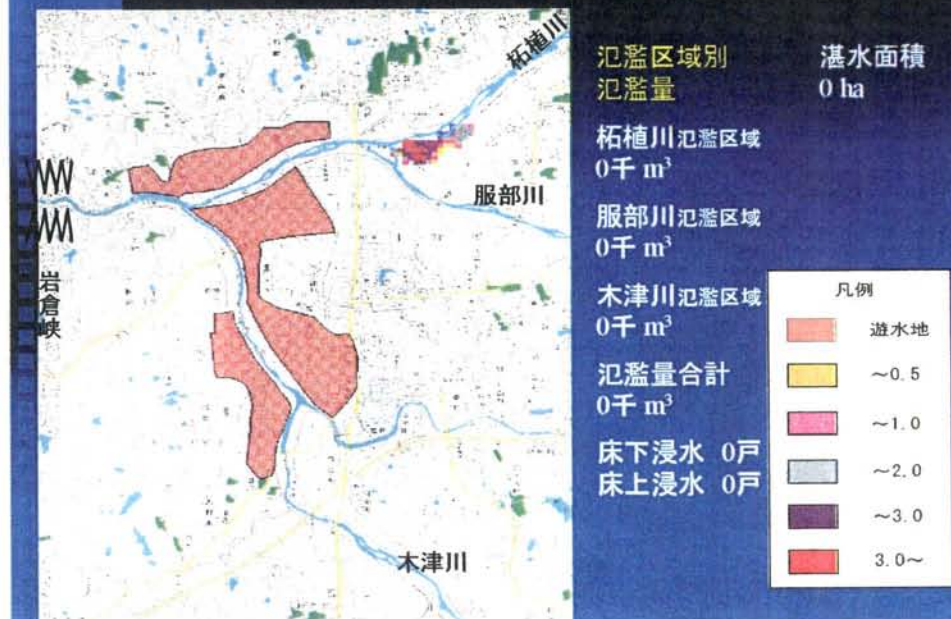 柘植川
服部川
岩倉峡
木津川
氾濫区域別 湛水面積
氾濫量 0 ha
柘植川氾濫区域
0千 m³
服部川氾濫区域
0千 m³
木津川氾濫区域
0千 m³
氾濫量合計
0千 m³
床下浸水 0戸
床上浸水 0戸
凡例
遊水地
～0.5
～1.0
～2.0
～3.0
3.0～